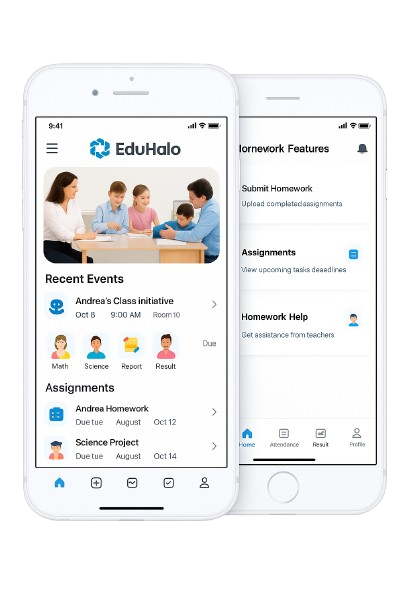 9:41
EduHalo
Recent Events
Andrea's Class initiative
Oct 8 9:00 AM Room 10
Due
Math Science Report Result
Assignments
Andrea Homework
Due tue August Oct 12
Science Project
Due tue August Oct 14
Hornevork Features
Submit Homework
Upload completedassignments
Assignments
View upcoming tasks deaedlines
Homework Help
Get assistance from teachers
Home Attendance Result Profile